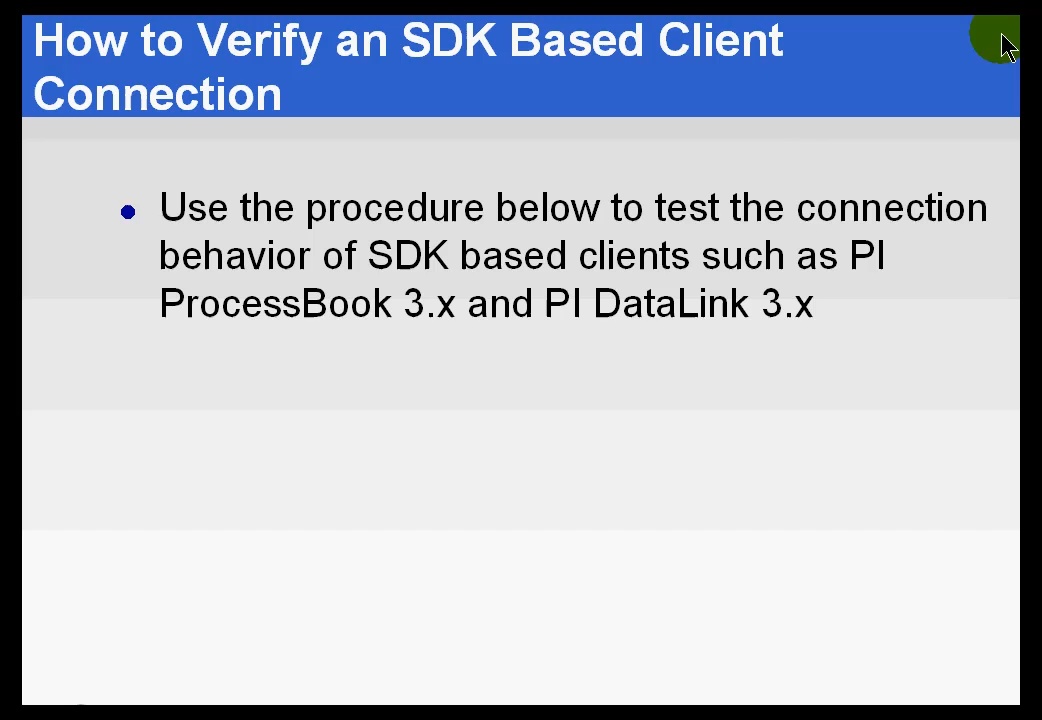 How to Verify an SDK Based Client
Connection
Use the procedure below to test the connection
behavior of SDK based clients such as PI
ProcessBook 3.x and PI DataLink 3.x